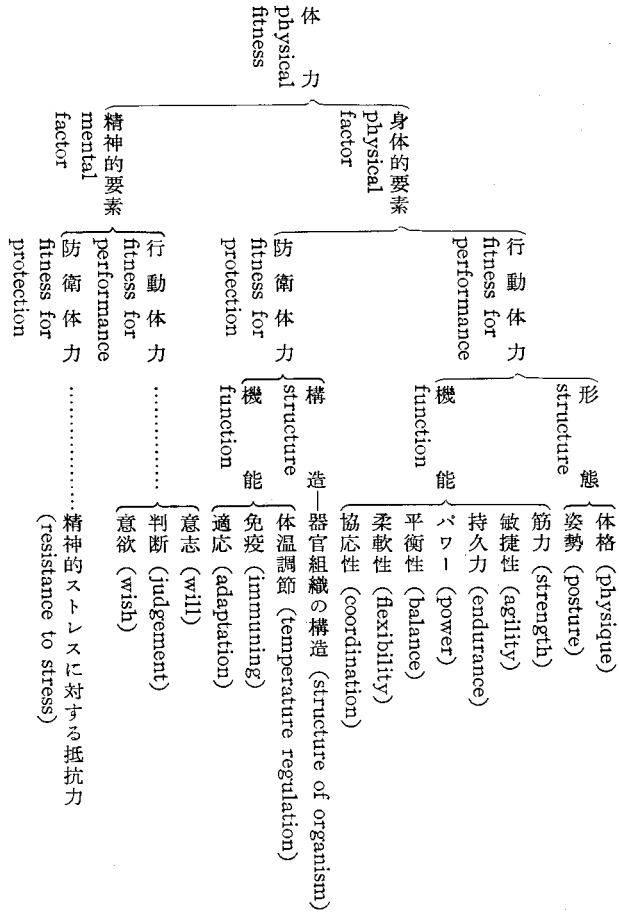 体力
physical
fitness
身体的要素
physical
factor
行動体力
fitness for
performance
形態
structure
体格 (physique)
姿勢 (posture)
機能
function
筋力 (strength)
敏捷性 (agility)
持久力 (endurance)
パワー (power)
平衡性 (balance)
柔軟性 (flexibility)
協応性 (coordination)
防衛体力
fitness for
protection
構造—器官組織の構造 (structure of organism)
structure
機能
function
体温調節 (temperature regulation)
免疫 (immuning)
適応 (adaptation)
精神的要素
mental
factor
行動体力
fitness for
performance
意志 (will)
判断 (judgement)
意欲 (wish)
防衛体力
fitness for
protection
精神的ストレスに対する抵抗力
(resistance to stress)